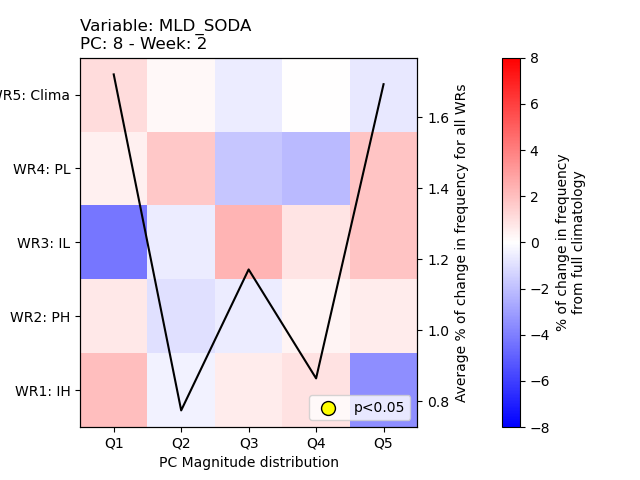 Variable: MLD_SODA
PC: 8 - Week: 2
WR5: Clima
WR4: PL
WR3: IL
WR2: PH
WR1: IH
Q1 Q2 Q3 Q4 Q5
PC Magnitude distribution
p<0.05
1.6
1.4
1.2
1.0
0.8
Average % of change in frequency for all WRs
8
6
4
2
0
−2
−4
−6
−8
% of change in frequency
from full climatology